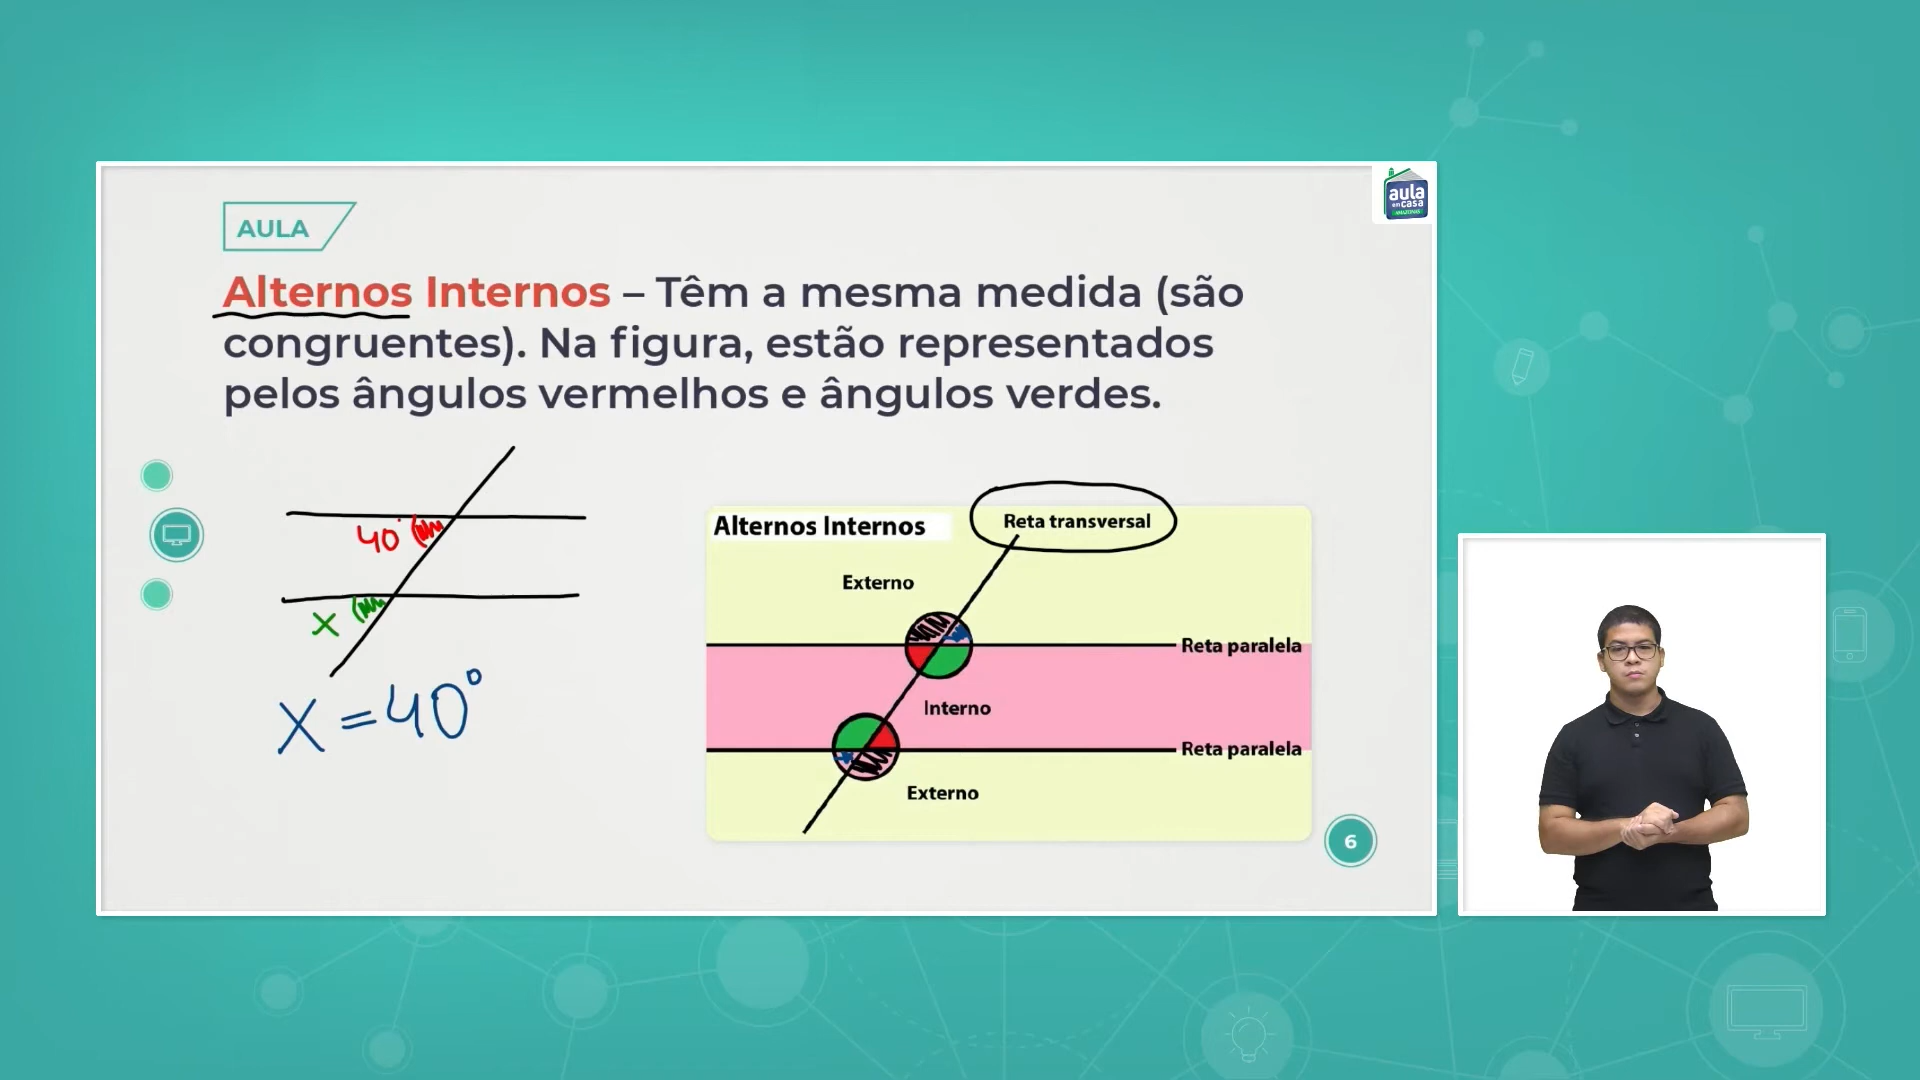 aula
em casa
AMAZONAS
AULA
Alternos Internos – Têm a mesma medida (são
congruentes). Na figura, estão representados
pelos ângulos vermelhos e ângulos verdes.
40°
x
x = 40°
Alternos Internos
Reta transversal
Externo
Reta paralela
Interno
Reta paralela
Externo
6